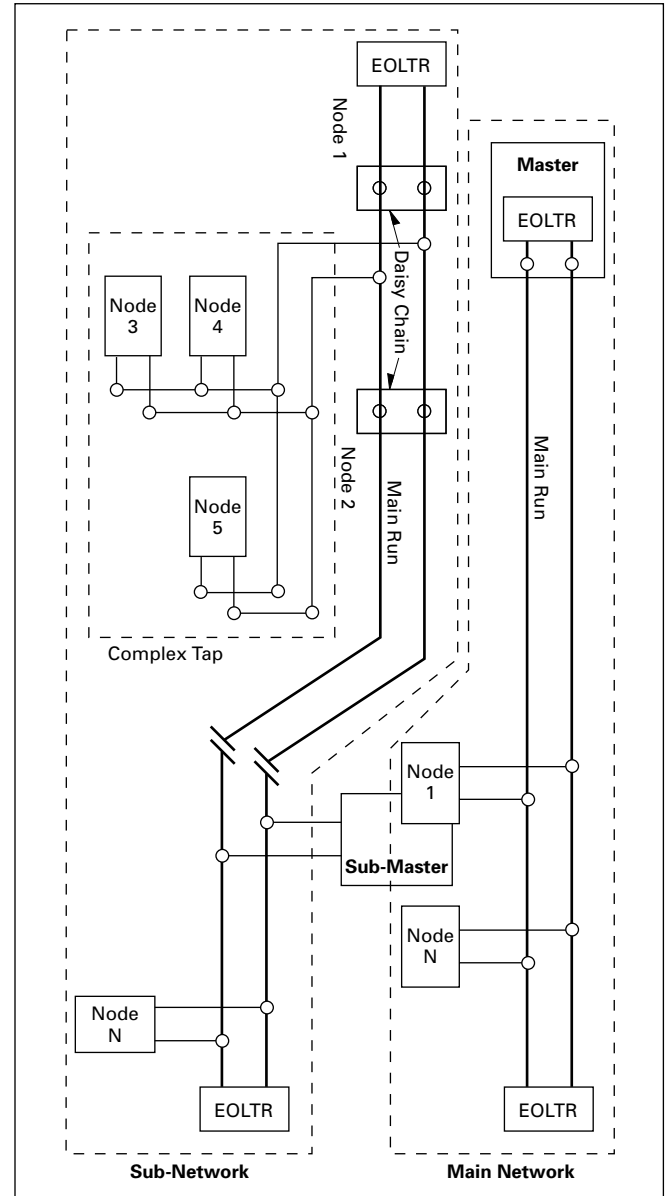 EOLTR
Node 1
Master
EOLTR
Daisy Chain
Node
3
Node
4
Node 2
Main Run
Main Run
Node
5
Complex Tap
Node
1
Sub-Master
Node
N
Node
N
EOLTR
EOLTR
Sub-Network
Main Network